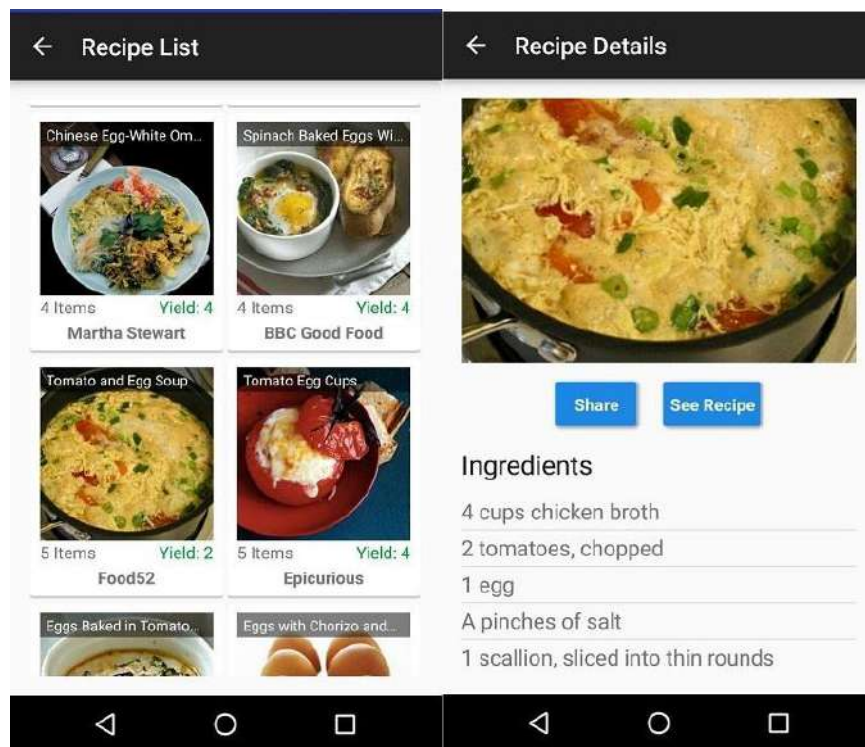 Recipe List
Chinese Egg-White Om...
Spinach Baked Eggs Wi...
4 Items
Yield: 4
4 Items
Yield: 4
Martha Stewart
BBC Good Food
Tomato and Egg Soup
Tomato Egg Cups
5 Items
Yield: 2
5 Items
Yield: 4
Food52
Epicurious
Eggs Baked in Tomato...
Eggs with Chorizo and...
Recipe Details
Share
See Recipe
Ingredients
4 cups chicken broth
2 tomatoes, chopped
1 egg
A pinches of salt
1 scallion, sliced into thin rounds